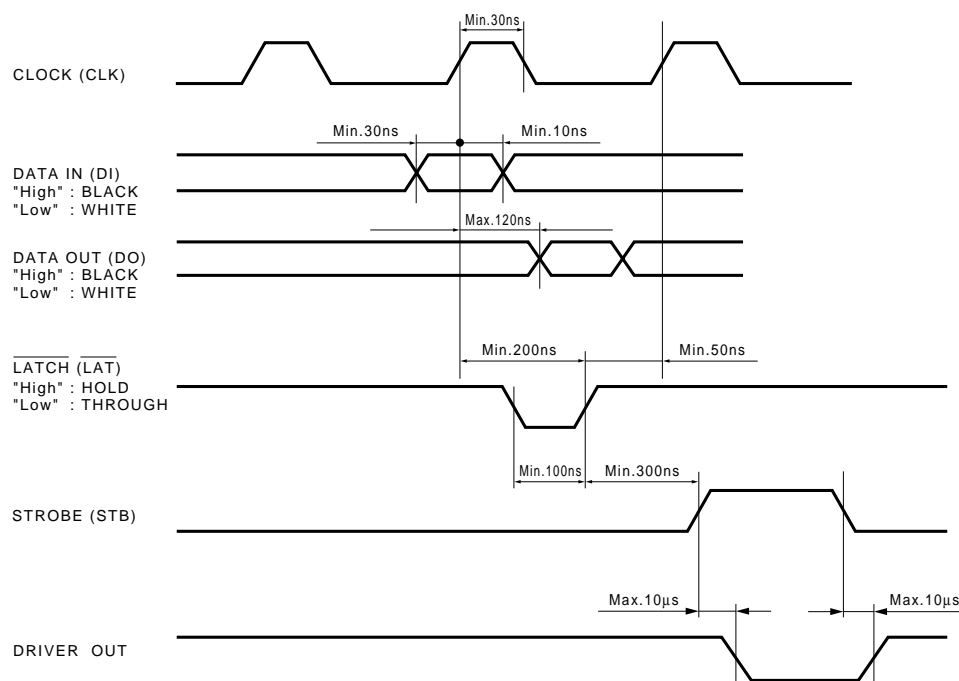 Min.30ns
CLOCK (CLK)
Min.30ns
Min.10ns
DATA IN (DI)
"High" : BLACK
"Low" : WHITE
Max.120ns
DATA OUT (DO)
"High" : BLACK
"Low" : WHITE
Min.200ns
Min.50ns
LATCH (LAT)
"High" : HOLD
"Low" : THROUGH
Min.100ns
Min.300ns
STROBE (STB)
Max.10μs
Max.10μs
DRIVER OUT